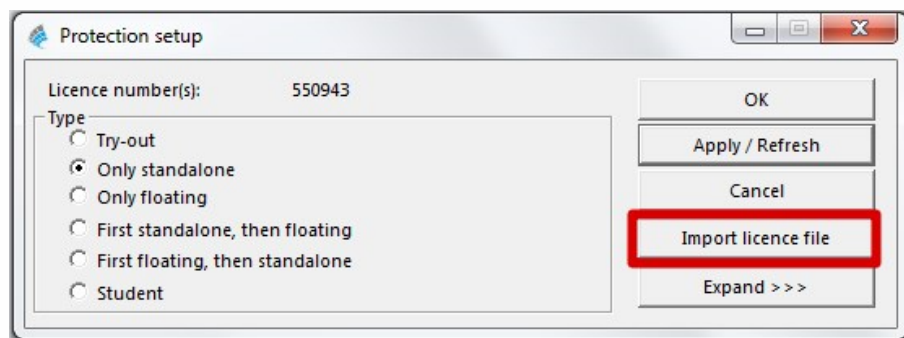 Protection setup
Licence number(s): 550943
Type
Try-out
Only standalone
Only floating
First standalone, then floating
First floating, then standalone
Student
OK
Apply / Refresh
Cancel
Import licence file
Expand >>>